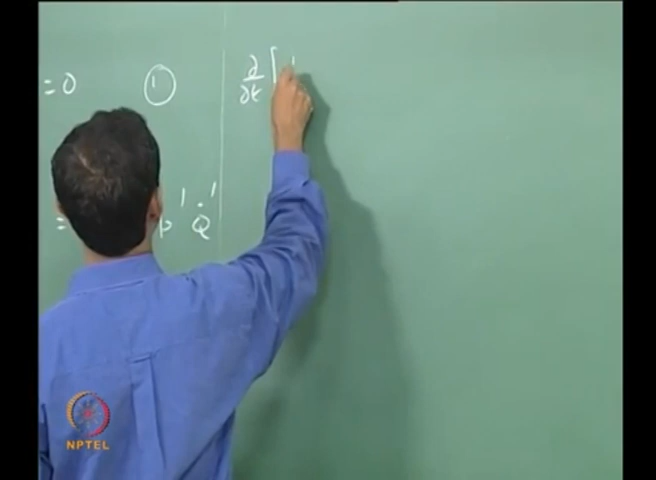 = 0 ①
∂/∂t [
= p' Q̇'
NPTEL